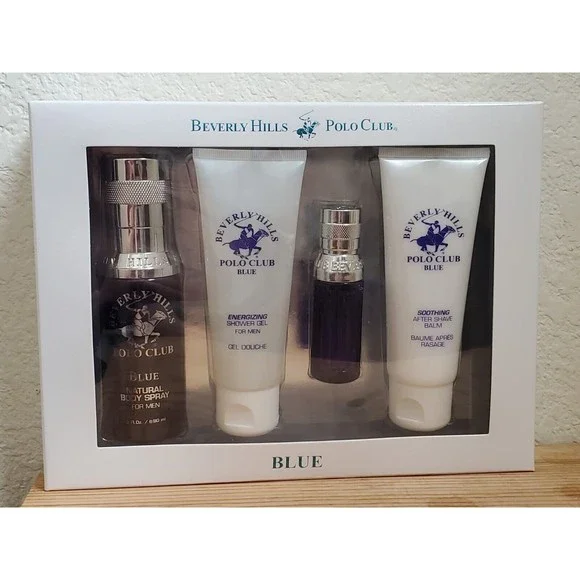 BEVERLY HILLS POLO CLUB
HILL
BEVERLY HILLS
POLO CLUB
BLUE
NATURAL
BODY SPRAY
FOR MEN
BEVERLY HILLS
POLO CLUB
BLUE
ENERGIZING
SHOWER GEL
FOR MEN
GEL DOUCHE
BEVERLY HILLS
POLO CLUB
BLUE
SOOTHING
AFTER SHAVE
BALM
BAUME APRÈS
RASAGE
BLUE